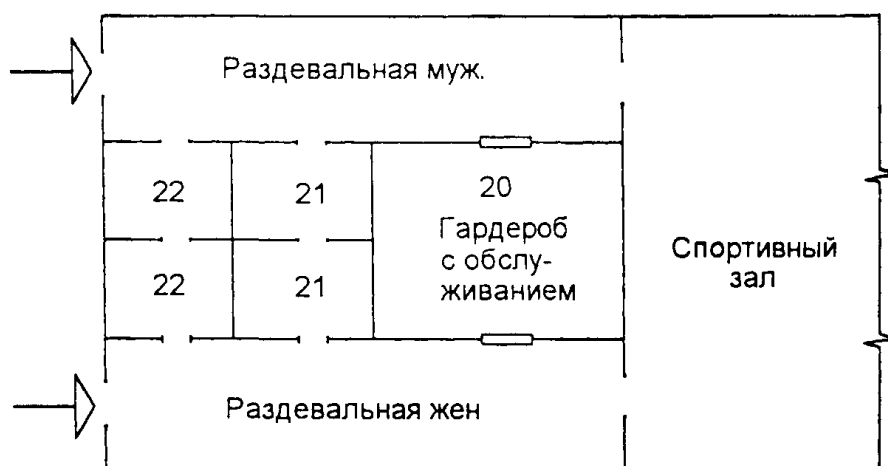 Раздевальная муж.
22
21
20
Гардероб
с обслу-
живанием
22
21
Спортивный
зал
Раздевальная жен